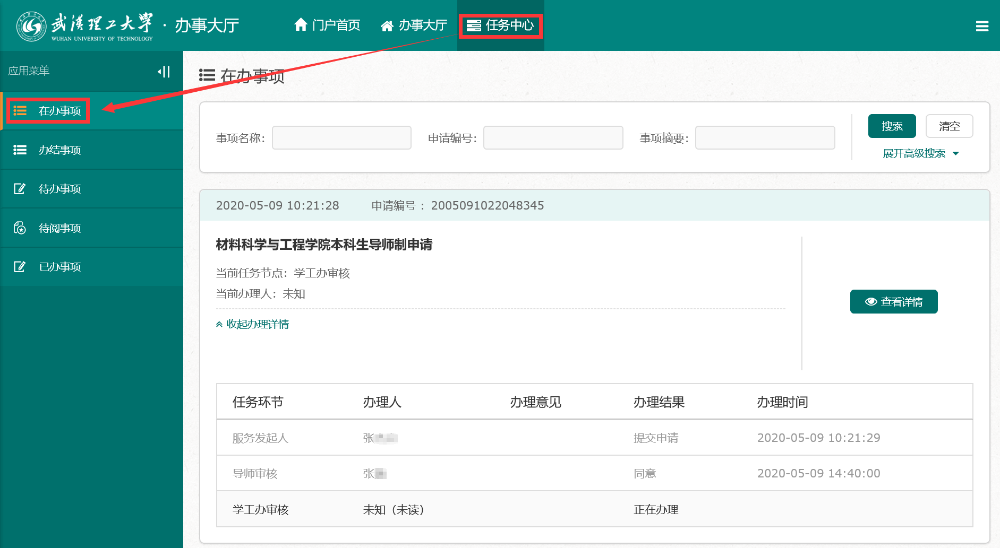 武漢理工大學
WUHAN UNIVERSITY OF TECHNOLOGY
· 办事大厅
门户首页
办事大厅
任务中心
应用菜单
在办事项
办结事项
待办事项
待阅事项
已办事项
在办事项
事项名称：
申请编号：
事项摘要：
搜索
清空
展开高级搜索
2020-05-09 10:21:28 申请编号 ：2005091022048345
材料科学与工程学院本科生导师制申请
当前任务节点：学工办审核
当前办理人：未知
收起办理详情
查看详情
任务环节 办理人 办理意见 办理结果 办理时间
服务发起人 张 提交申请 2020-05-09 10:21:29
导师审核 张 同意 2020-05-09 14:40:00
学工办审核 未知（未读） 正在办理